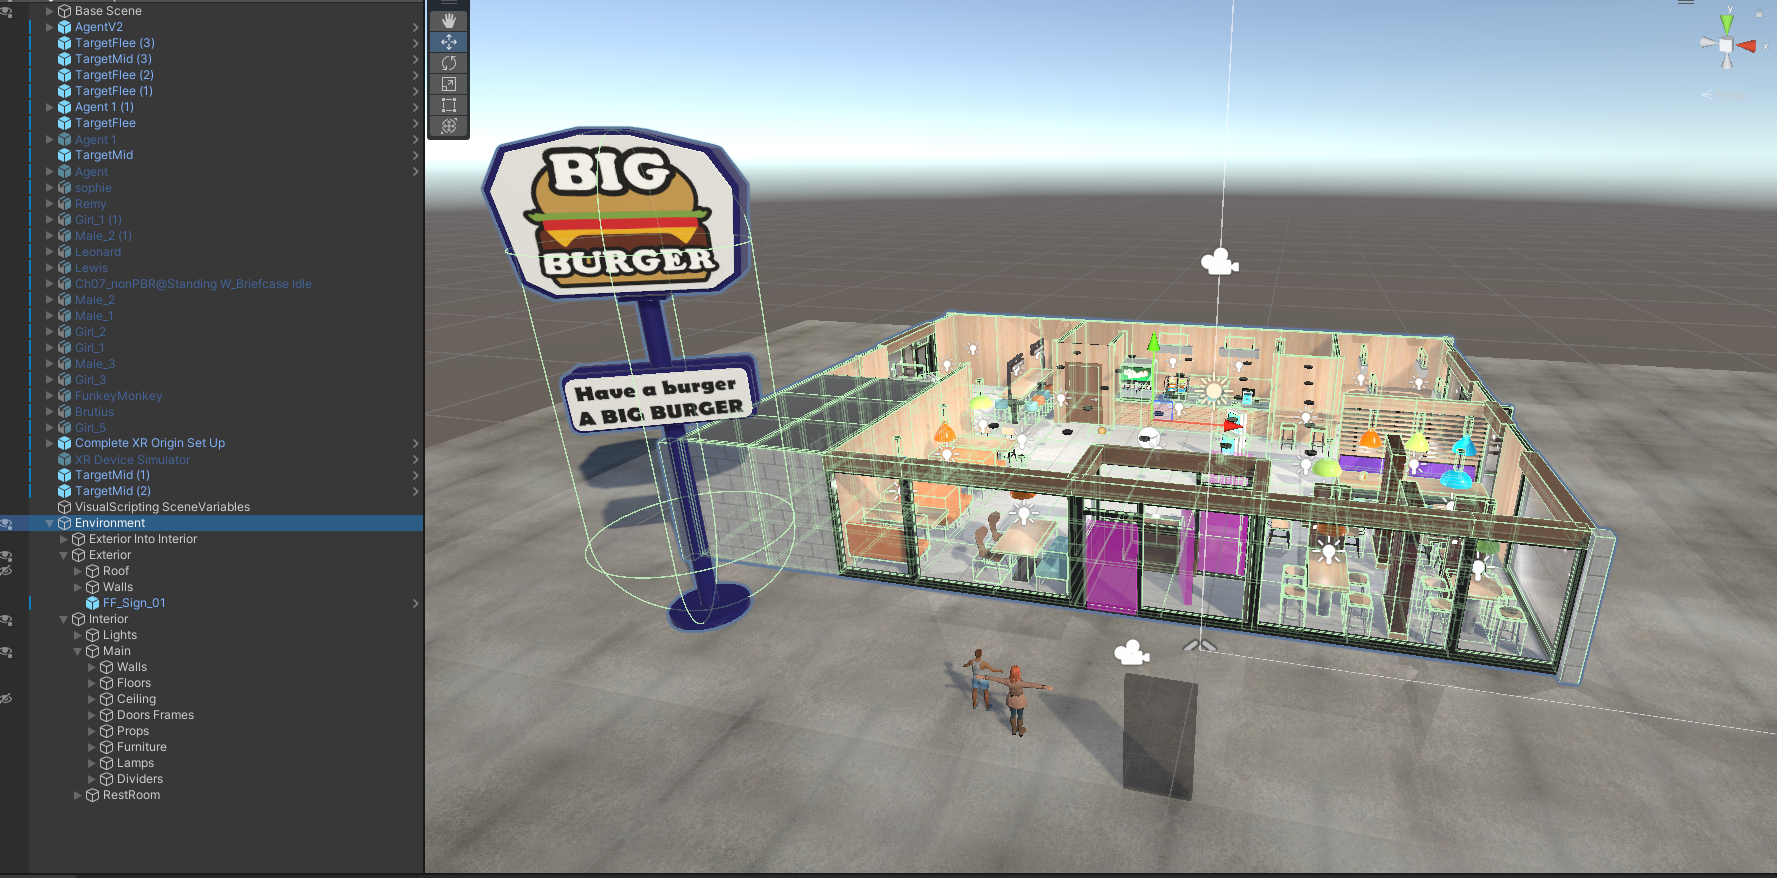 Base Scene
AgentV2
TargetFlee (3)
TargetMid (3)
TargetFlee (2)
TargetFlee (1)
Agent 1 (1)
TargetFlee
Agent 1
TargetMid
Agent
sophie
Remy
Girl_1 (1)
Male_2 (1)
Leonard
Lewis
Ch07_nonPBR@Standing W_Briefcase Idle
Male_2
Male_1
Girl_2
Girl_1
Male_3
Girl_3
FunkeyMonkey
Brutius
Girl_5
Complete XR Origin Set Up
XR Device Simulator
TargetMid (1)
TargetMid (2)
VisualScripting SceneVariables
Environment
Exterior Into Interior
Exterior
Roof
Walls
FF_Sign_01
Interior
Lights
Main
Walls
Floors
Ceiling
Doors Frames
Props
Furniture
Lamps
Dividers
RestRoom
BIG
BURGER
Have a burger
A BIG BURGER
y
x